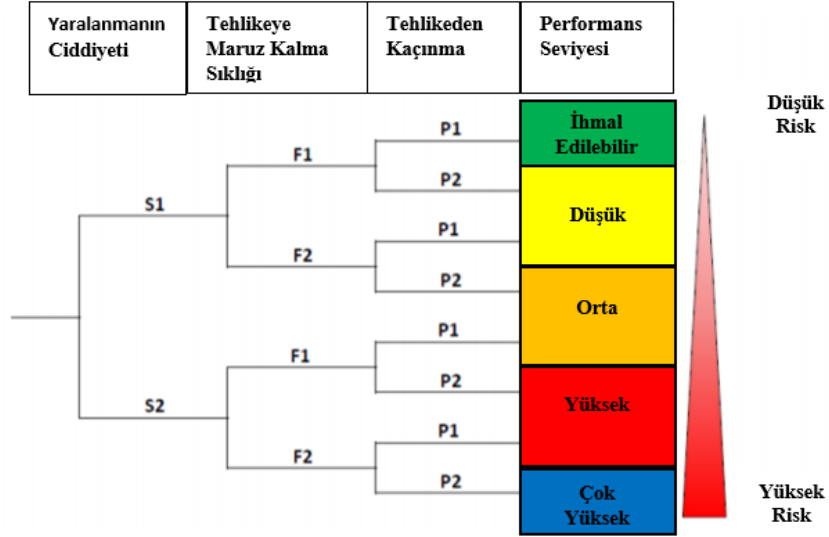 Yaralanmanın
Ciddiyeti
Tehlikeye
Maruz Kalma
Sıklığı
Tehlikeden
Kaçınma
Performans
Seviyesi
Düşük
Risk
İhmal
Edilebilir
P1
F1
P2
S1
Düşük
P1
F2
P2
Orta
P1
F1
P2
S2
Yüksek
P1
F2
P2
Çok
Yüksek
Yüksek
Risk